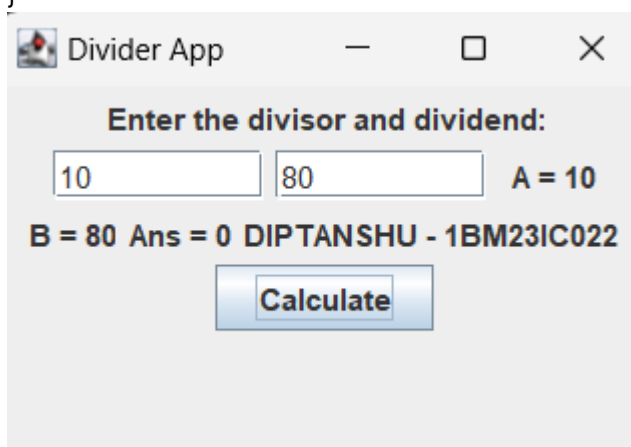 }
Divider App
Enter the divisor and dividend:
10 80 A = 10
B = 80 Ans = 0 DIPTANSHU - 1BM23IC022
Calculate